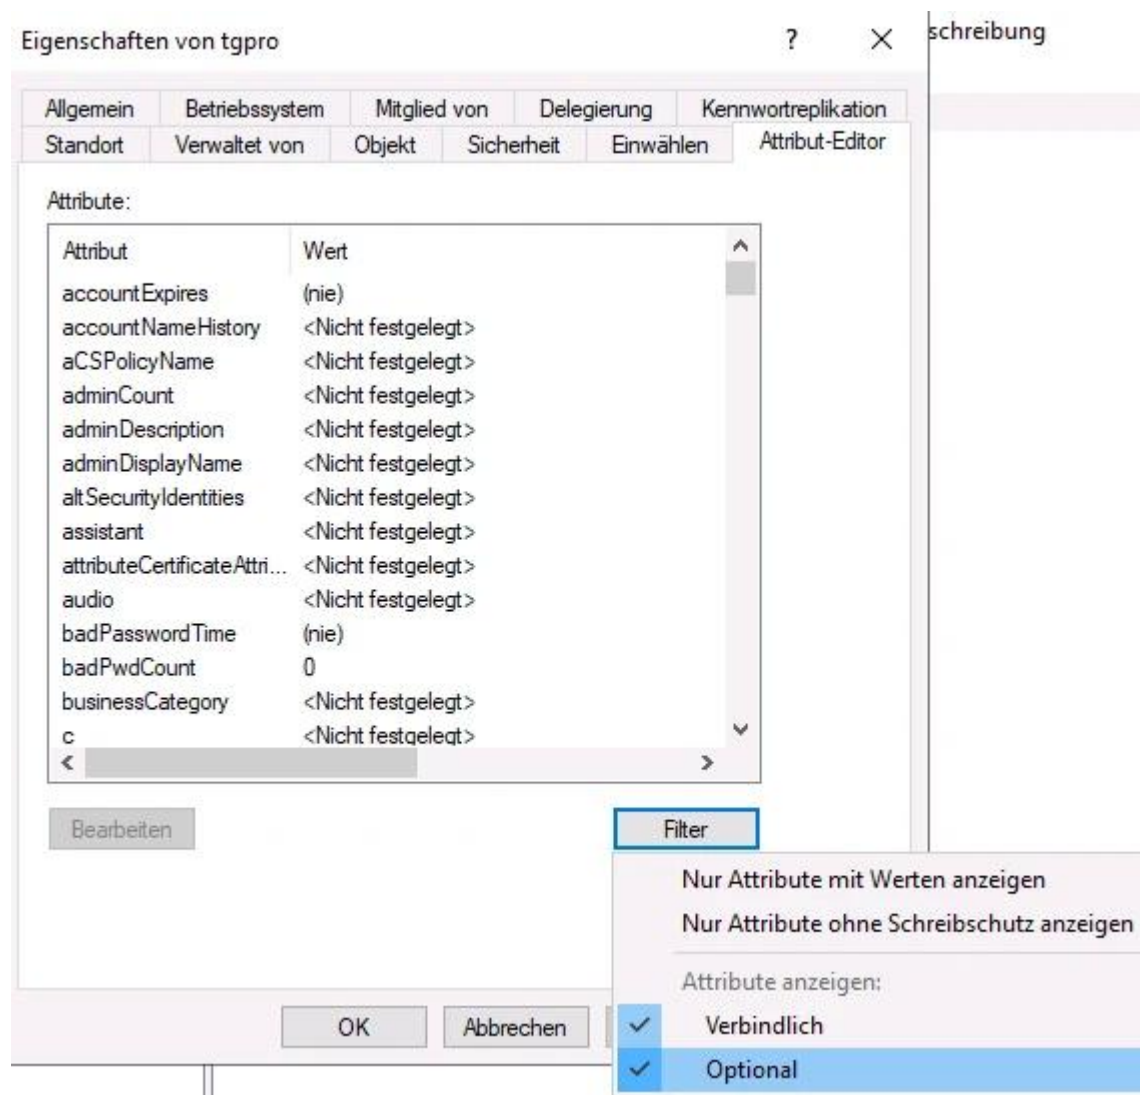 Eigenschaften von tgpro ? schreibung
Allgemein Betriebssystem Mitglied von Delegierung Kennwortreplikation
Standort Verwaltet von Objekt Sicherheit Einwählen Attribut-Editor
Attribute:
Attribut Wert
accountExpires (nie)
accountNameHistory <Nicht festgelegt>
aCSPolicyName <Nicht festgelegt>
adminCount <Nicht festgelegt>
adminDescription <Nicht festgelegt>
adminDisplayName <Nicht festgelegt>
altSecurityIdentities <Nicht festgelegt>
assistant <Nicht festgelegt>
attributeCertificateAttri... <Nicht festgelegt>
audio <Nicht festgelegt>
badPasswordTime (nie)
badPwdCount 0
businessCategory <Nicht festgelegt>
c <Nicht festgelegt>
Bearbeiten Filter
Nur Attribute mit Werten anzeigen
Nur Attribute ohne Schreibschutz anzeigen
Attribute anzeigen:
OK Abbrechen Verbindlich
Optional